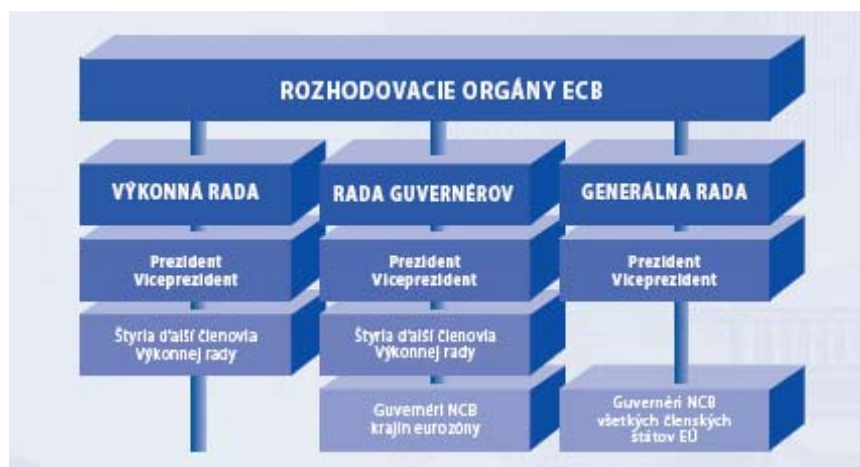 ROZHODOVACIE ORGÁNY ECB
VÝKONNÁ RADA
Prezident
Viceprezident
Štyria ďalší členovia
Výkonnej rady
RADA GUVERNÉROV
Prezident
Viceprezident
Štyria ďalší členovia
Výkonnej rady
Guvernéri NCB
krajín eurozóny
GENERÁLNA RADA
Prezident
Viceprezident
Guvernéri NCB
všetkých členských
štátov EÚ